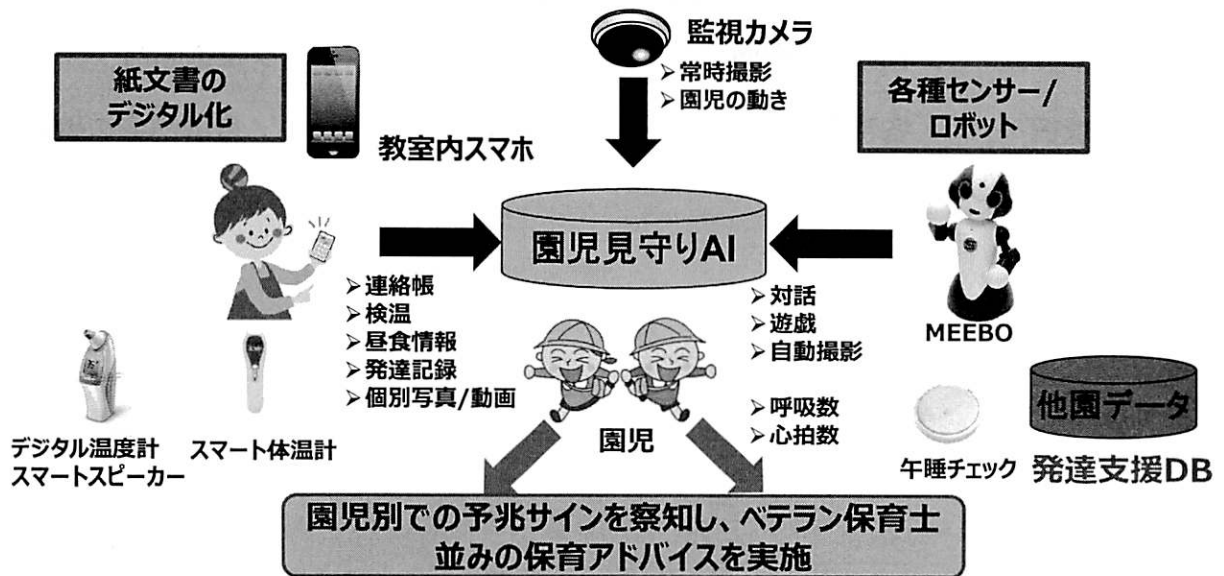 監視カメラ
➢常時撮影
➢園児の動き
紙文書の
デジタル化
教室内スマホ
各種センサー/
ロボット
園児見守りAI
➢連絡帳
➢検温
➢昼食情報
➢発達記録
➢個別写真/動画
➢対話
➢遊戯
➢自動撮影
➢呼吸数
➢心拍数
MEEBO
デジタル温度計
スマートスピーカー
スマート体温計
園児
午睡チェック
他園データ
発達支援DB
園児別での予兆サインを察知し、ベテラン保育士
並みの保育アドバイスを実施